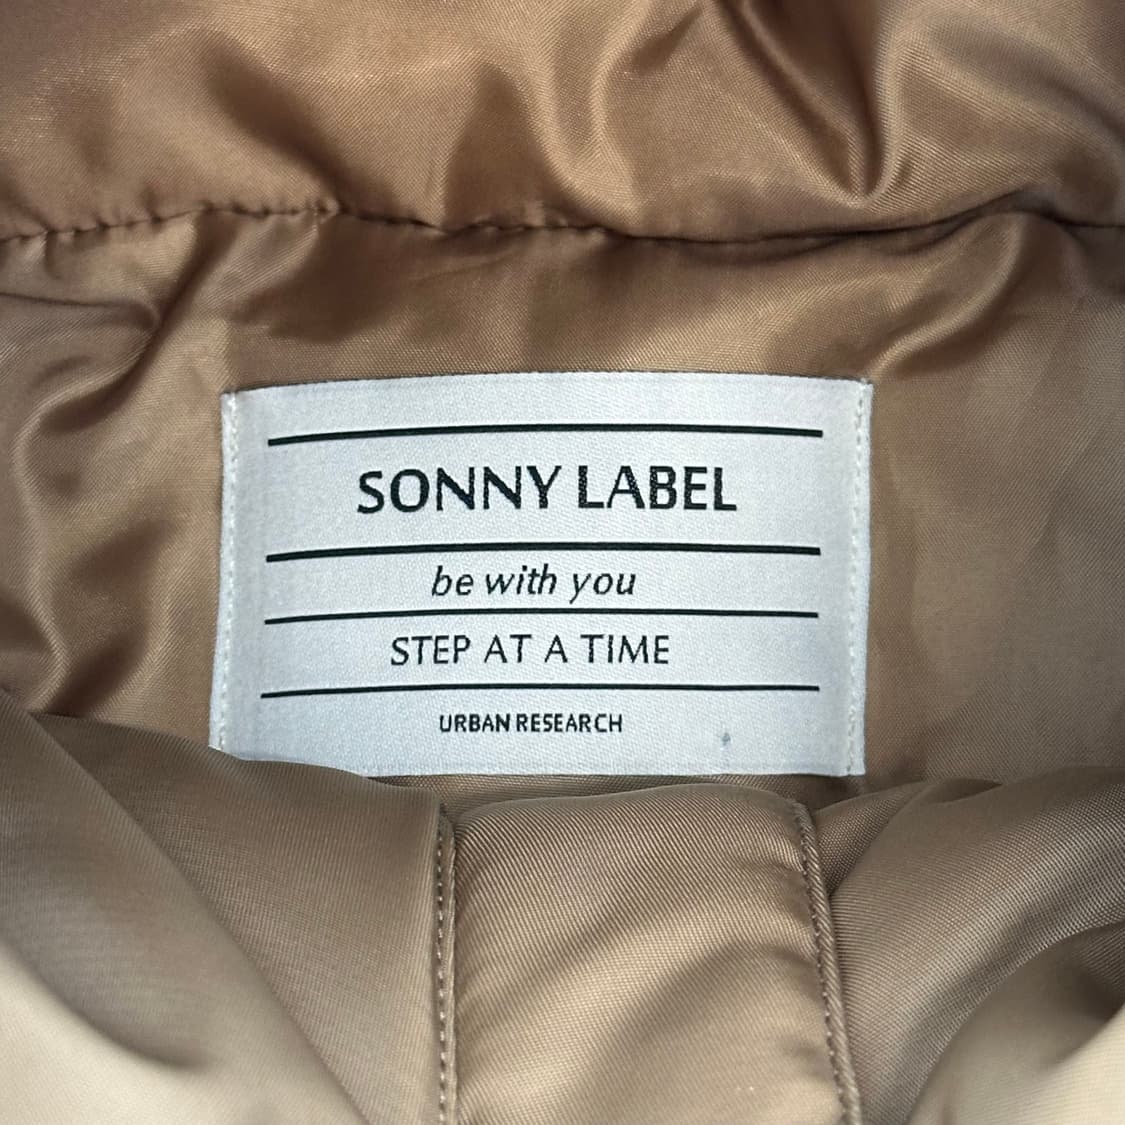 SONNY LABEL
be with you
STEP AT A TIME
URBAN RESEARCH